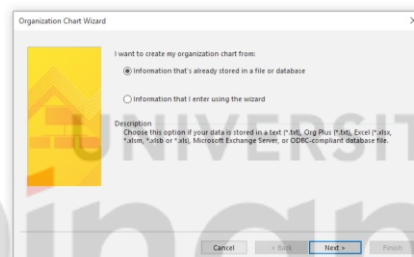 Organization Chart Wizard
I want to create my organization chart from:
Information that's already stored in a file or database
Information that I enter using the wizard
Description
Choose this option if your data is stored in a text (*.txt), Org Plus (*.txt), Excel (*.xlsx,
*.xlsm, *.xlsb or *.xls), Microsoft Exchange Server, or ODBC-compliant database file.
UNIVERSIT
Cancel
< Back
Next >
Finish